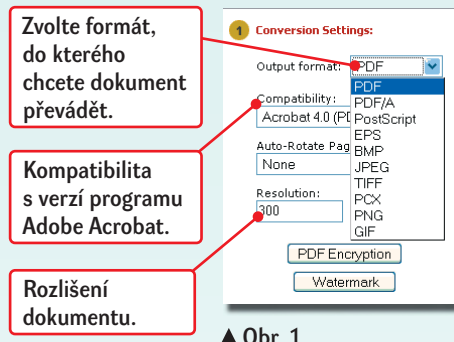 Zvolte formát,
do kterého
chcete dokument
převádět.
Kompatibilita
s verzí programu
Adobe Acrobat.
Rozlišení
dokumentu.
1 Conversion Settings:
Output format: PDF
PDF
PDF/A
PostScript
EPS
BMP
JPEG
TIFF
PCX
PNG
GIF
Compatibility:
Acrobat 4.0 (PD
Auto-Rotate Pag
None
Resolution:
300
PDF Encryption
Watermark
▲ Obr. 1